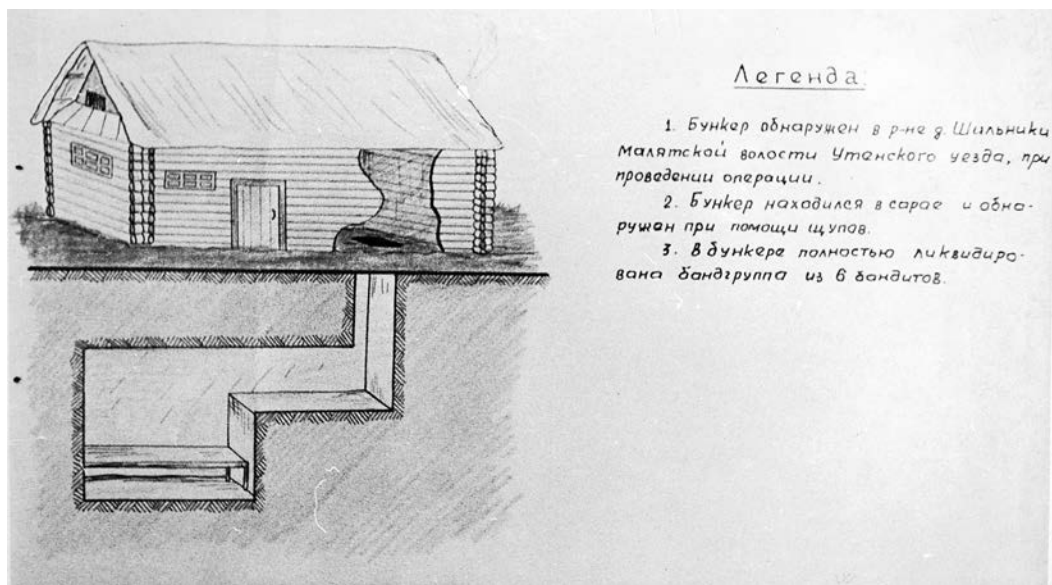 Легенда:
1. Бункер обнаружен в р-не д. Шильники
Малятской волости Утенского уезда, при
проведении операции.
2. Бункер находился в сарае и обна-
ружен при помощи щупов.
3. В бункере полностью ликвидиро-
вана бандгруппа из 6 бандитов.